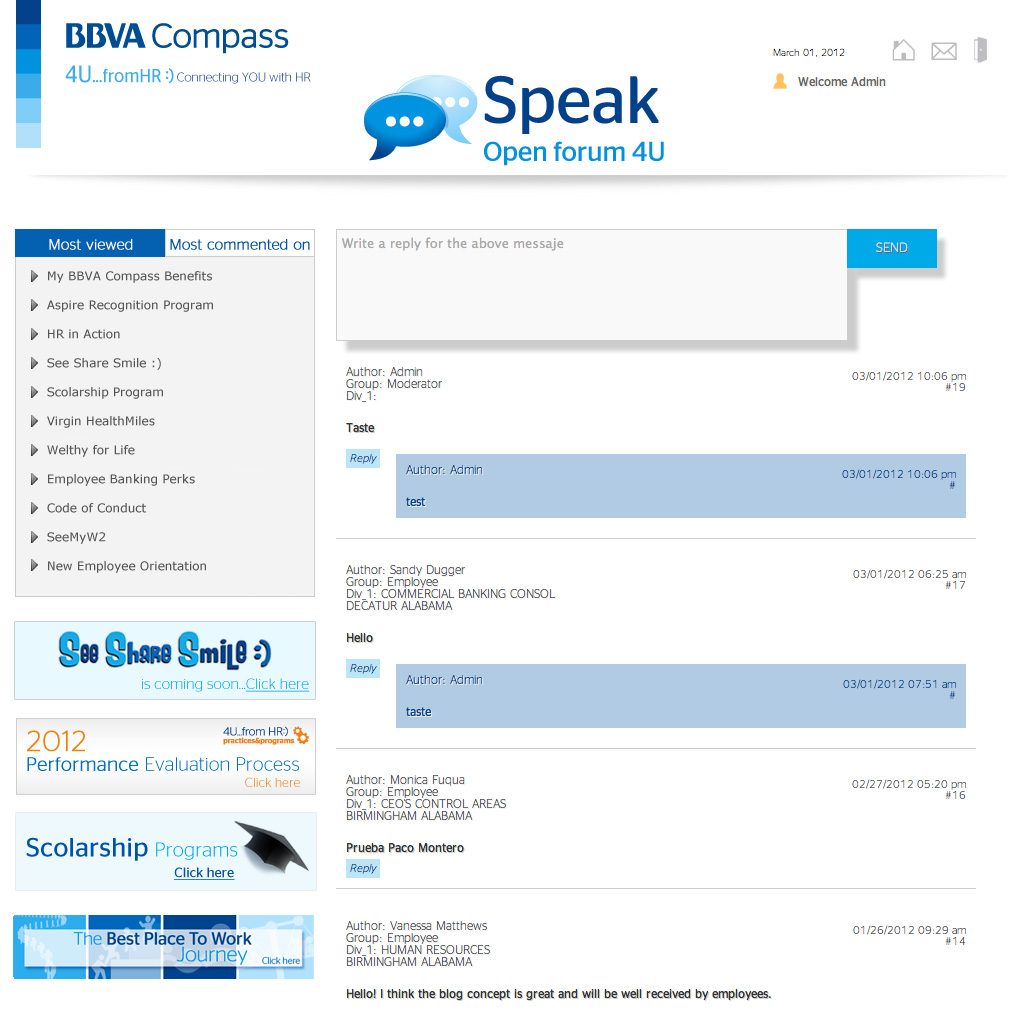 BBVA Compass
4U...fromHR :) Connecting YOU with HR
March 01, 2012
Welcome Admin
Speak
Open forum 4U
Most viewed
Most commented on
My BBVA Compass Benefits
Aspire Recognition Program
HR in Action
See Share Smile :)
Scolarship Program
Virgin HealthMiles
Welthy for Life
Employee Banking Perks
Code of Conduct
SeeMyW2
New Employee Orientation
See Share Smile :)
is coming soon...Click here
2012
4U...from HR:)
practices&programs
Performance Evaluation Process
Click here
Scolarship Programs
Click here
The Best Place To Work
Journey
Click here
Write a reply for the above messaje
SEND
Author: Admin
Group: Moderator
Div_1:
03/01/2012 10:06 pm
#19
Taste
Reply
Author: Admin
03/01/2012 10:06 pm
#
test
Author: Sandy Dugger
Group: Employee
Div_1: COMMERCIAL BANKING CONSOL
DECATUR ALABAMA
03/01/2012 06:25 am
#17
Hello
Reply
Author: Admin
03/01/2012 07:51 am
#
taste
Author: Monica Fuqua
Group: Employee
Div_1: CEO'S CONTROL AREAS
BIRMINGHAM ALABAMA
02/27/2012 05:20 pm
#16
Prueba Paco Montero
Reply
Author: Vanessa Matthews
Group: Employee
Div_1: HUMAN RESOURCES
BIRMINGHAM ALABAMA
01/26/2012 09:29 am
#14
Hello! I think the blog concept is great and will be well received by employees.